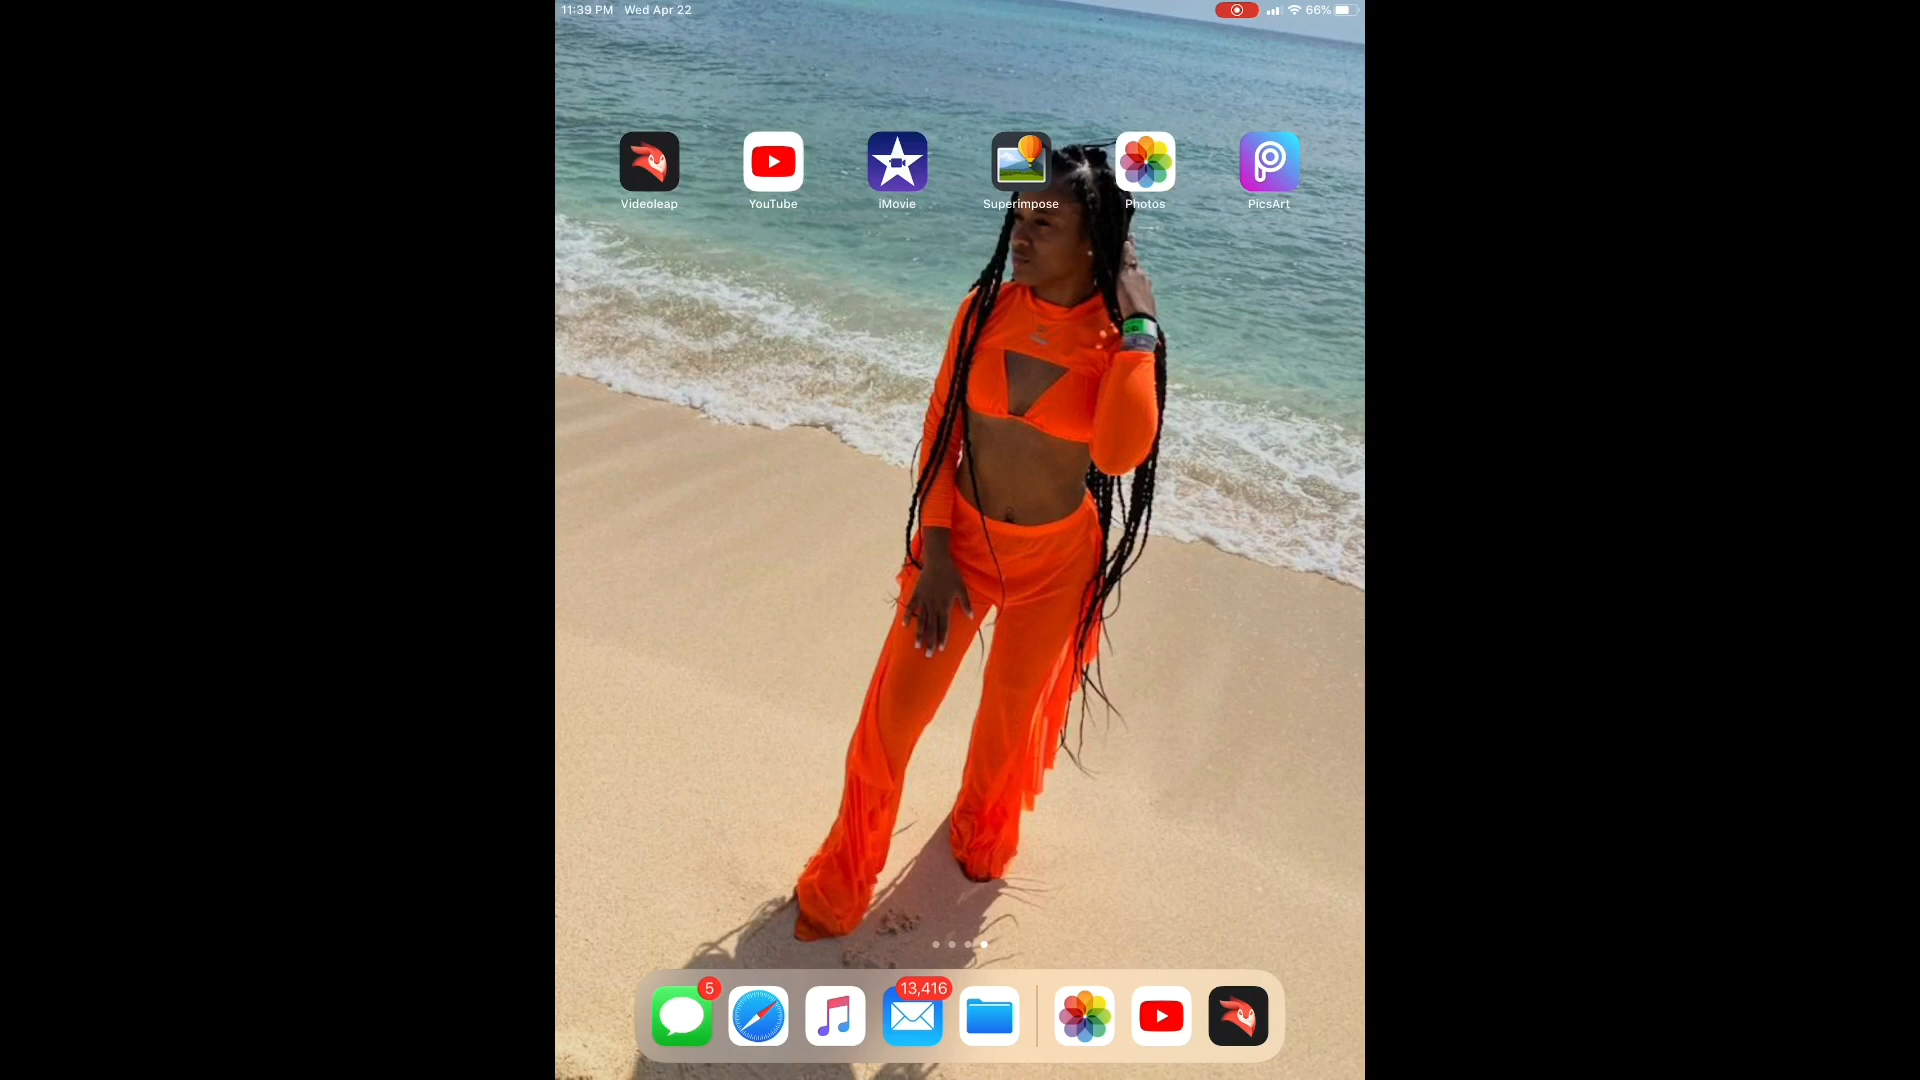 11:39 PM Wed Apr 22 66%
Videoleap YouTube iMovie Superimpose Photos PicsArt
5 13,416